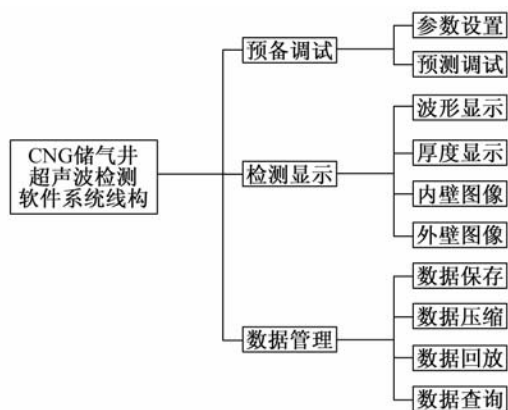 CNG储气井
超声波检测
软件系统线构
预备调试
参数设置
预测调试
检测显示
波形显示
厚度显示
内壁图像
外壁图像
数据管理
数据保存
数据压缩
数据回放
数据查询